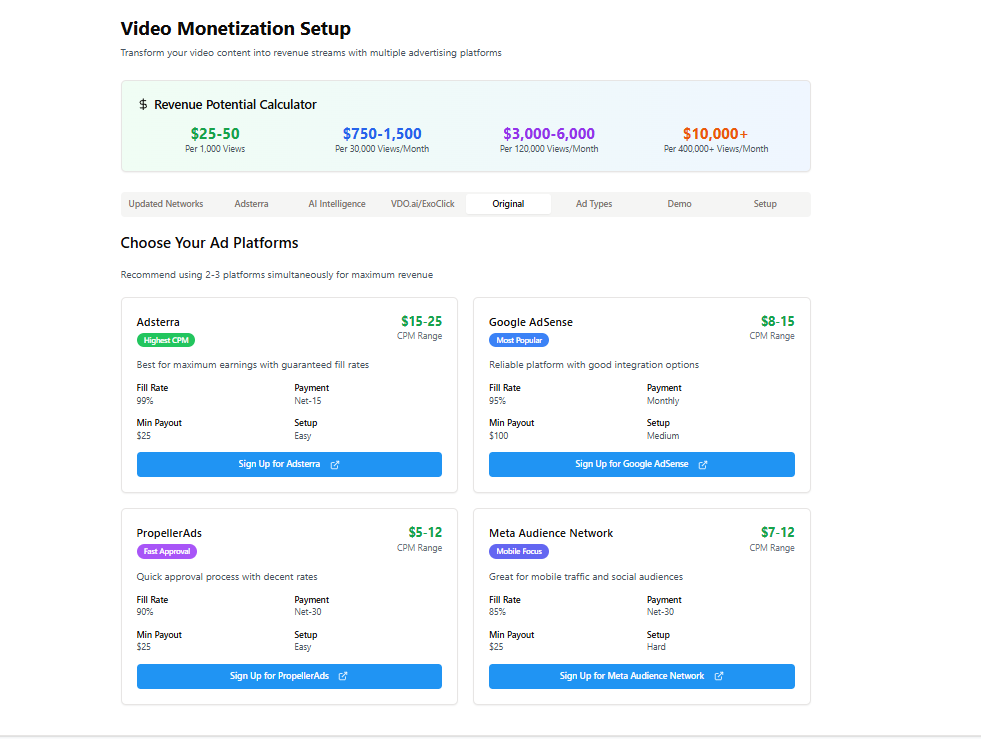 Video Monetization Setup
Transform your video content into revenue streams with multiple advertising platforms
$ Revenue Potential Calculator
$25-50 $750-1,500 $3,000-6,000 $10,000+
Per 1,000 Views Per 30,000 Views/Month Per 120,000 Views/Month Per 400,000+ Views/Month
Updated Networks Adsterra AI Intelligence VDO.ai/ExoClick Original Ad Types Demo Setup
Choose Your Ad Platforms
Recommend using 2-3 platforms simultaneously for maximum revenue
Adsterra $15-25
Highest CPM CPM Range
Best for maximum earnings with guaranteed fill rates
Fill Rate Payment
99% Net-15
Min Payout Setup
$25 Easy
Sign Up for Adsterra
Google AdSense $8-15
Most Popular CPM Range
Reliable platform with good integration options
Fill Rate Payment
95% Monthly
Min Payout Setup
$100 Medium
Sign Up for Google AdSense
PropellerAds $5-12
Fast Approval CPM Range
Quick approval process with decent rates
Fill Rate Payment
90% Net-30
Min Payout Setup
$25 Easy
Sign Up for PropellerAds
Meta Audience Network $7-12
Mobile Focus CPM Range
Great for mobile traffic and social audiences
Fill Rate Payment
85% Net-30
Min Payout Setup
$25 Hard
Sign Up for Meta Audience Network